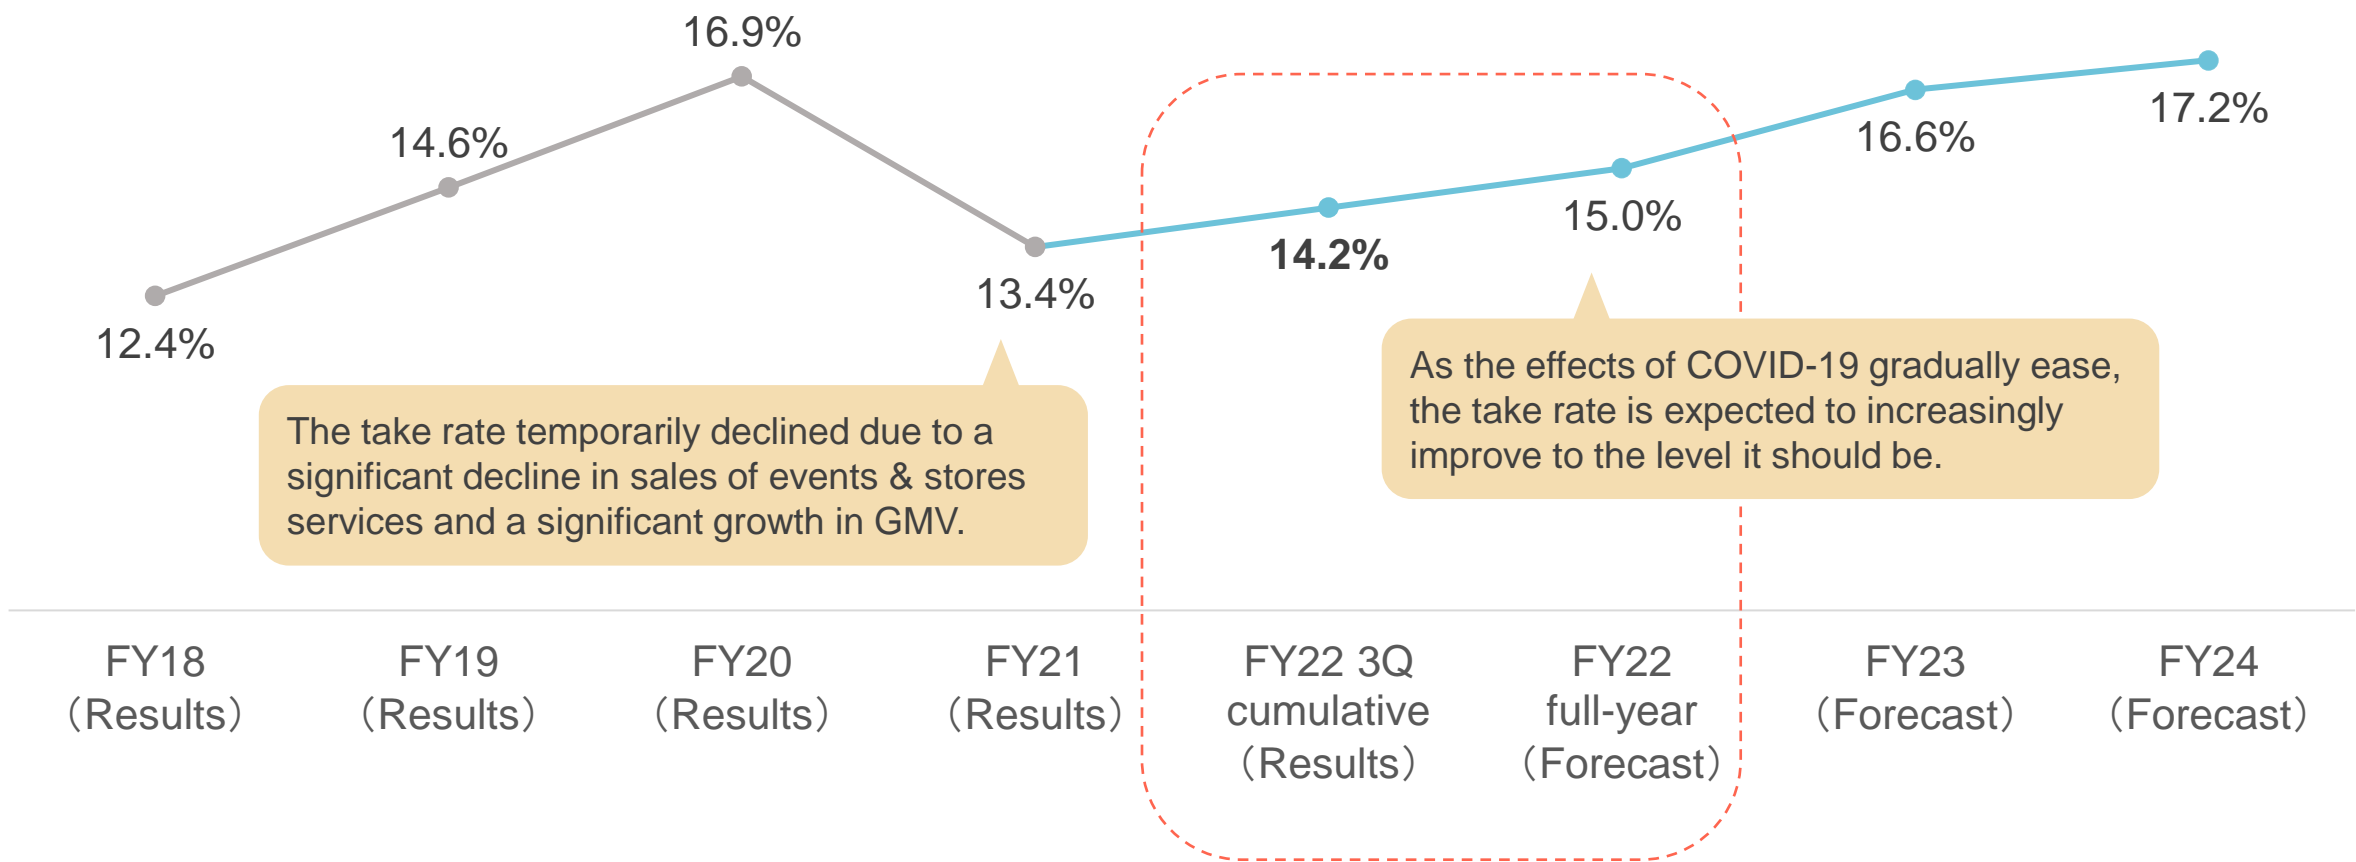 16.9%
14.6%
12.4%
13.4%
14.2%
15.0%
16.6%
17.2%
The take rate temporarily declined due to a
significant decline in sales of events & stores
services and a significant growth in GMV.
As the effects of COVID-19 gradually ease,
the take rate is expected to increasingly
improve to the level it should be.
FY18
（Results）
FY19
（Results）
FY20
（Results）
FY21
（Results）
FY22 3Q
cumulative
（Results）
FY22
full-year
（Forecast）
FY23
（Forecast）
FY24
（Forecast）